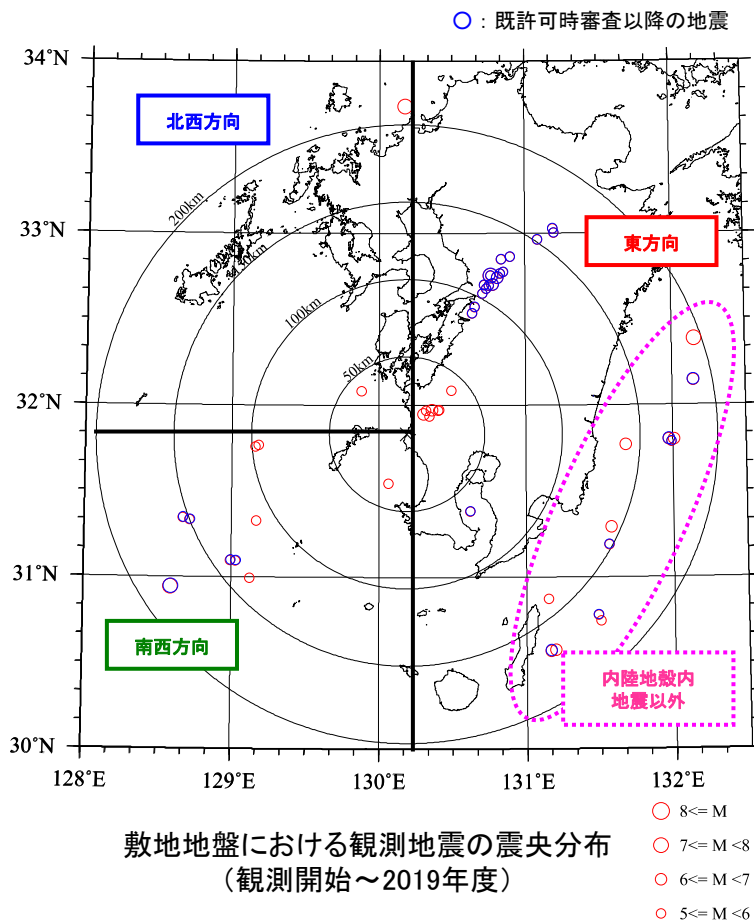 ○：既許可時審査以降の地震
34°N
北西方向
200km
33°N
東方向
150km
100km
50km
32°N
31°N
南西方向
内陸地殻内
地震以外
30°N
128°E
129°E
130°E
131°E
132°E
8<= M
7<= M <8
6<= M <7
5<= M <6
敷地地盤における観測地震の震央分布
（観測開始～2019年度）